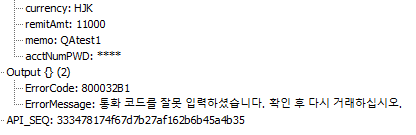 currency: HJK
remitAmt: 11000
memo: QAtest1
acctNumPWD: ****
Output {} (2)
ErrorCode: 800032B1
ErrorMessage: 통화 코드를 잘못 입력하셨습니다. 확인 후 다시 거래하십시오.
API_SEQ: 333478174f67d7b27af162b6b45a4b35